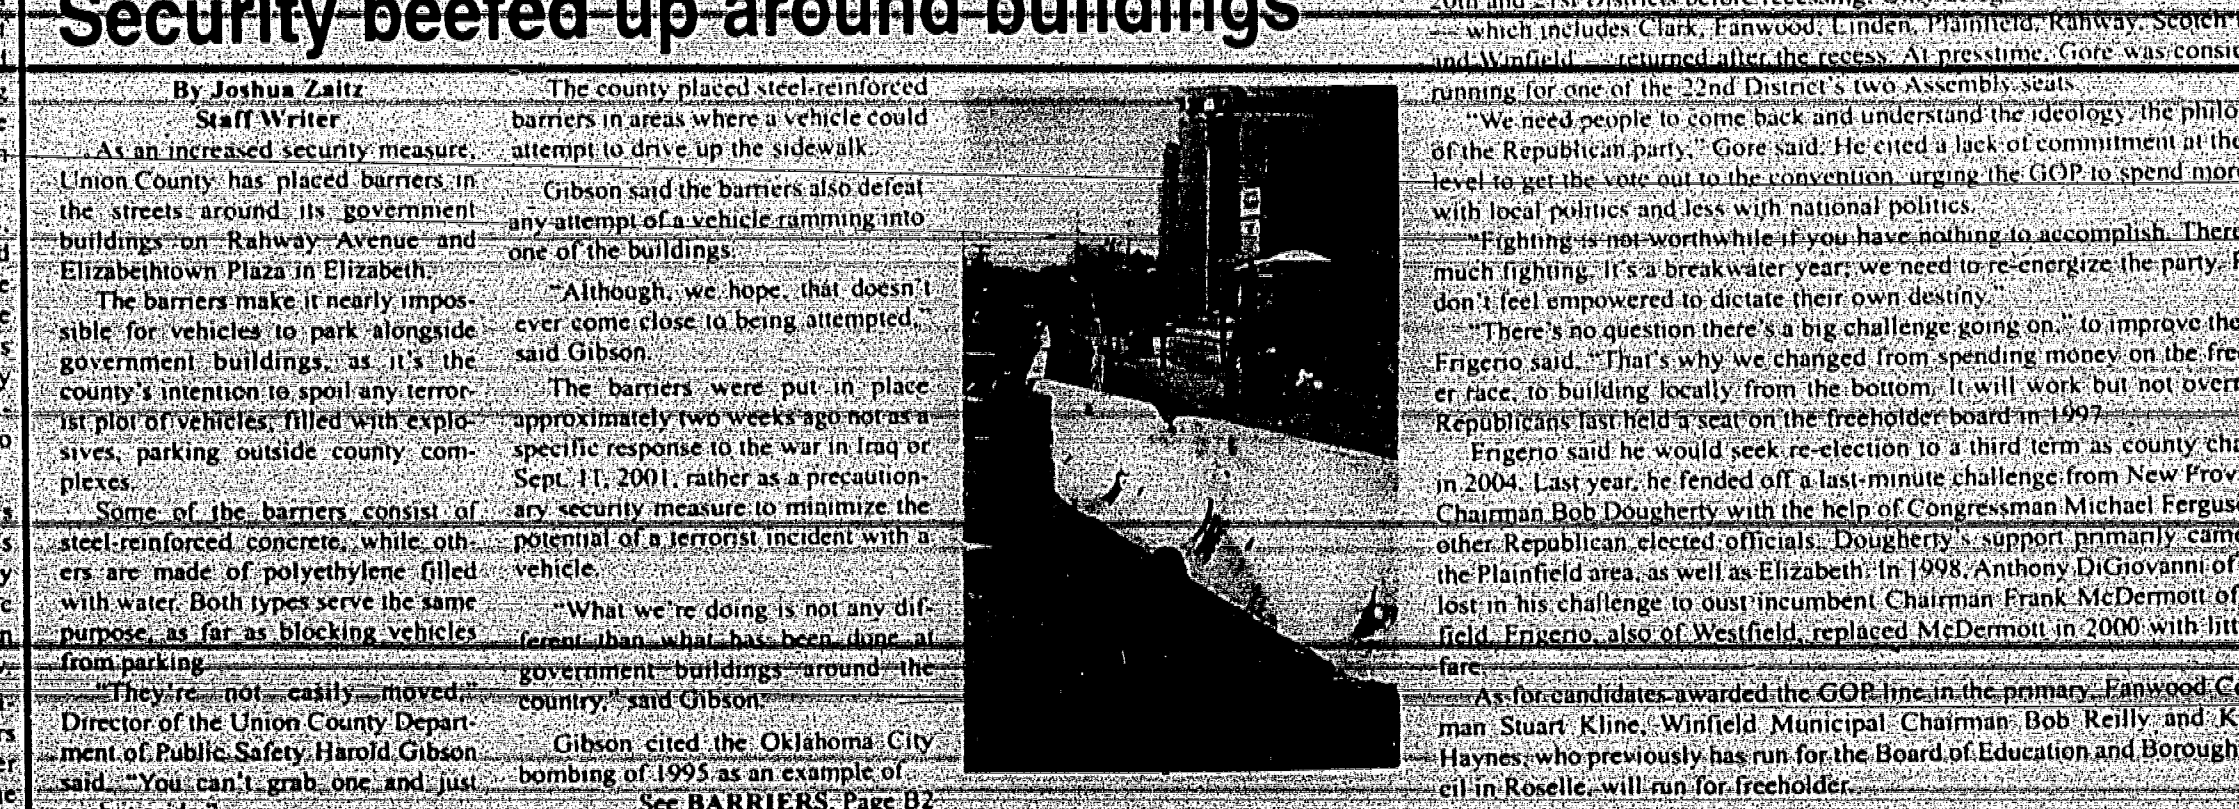 Security beefed up around buildings
By Joshua Zaitz
Staff Writer
As an increased security measure,
Union County has placed barriers in
the streets around its government
buildings on Rahway Avenue and
Elizabethtown Plaza in Elizabeth.
The barriers make it nearly impos-
sible for vehicles to park alongside
government buildings, as it's the
county's intention to spoil any terror-
ist plot of vehicles, filled with explo-
sives, parking outside county com-
plexes.
Some of the barriers consist of
steel-reinforced concrete, while oth-
ers are made of polyethylene filled
with water. Both types serve the same
purpose, as far as blocking vehicles
from parking.
"They're not easily moved,"
Director of the Union County Depart-
ment of Public Safety Harold Gibson
said. "You can't grab one and just
The county placed steel-reinforced
barriers in areas where a vehicle could
attempt to drive up the sidewalk.
Gibson said the barriers also defeat
any attempt of a vehicle ramming into
one of the buildings.
"Although, we hope, that doesn't
ever come close to being attempted,"
said Gibson.
The barriers were put in place
approximately two weeks ago not as a
specific response to the war in Iraq or
Sept. 11, 2001, rather as a precaution-
ary security measure to minimize the
potential of a terrorist incident with a
vehicle.
"What we're doing is not any dif-
ferent than what has been done at
government buildings around the
country," said Gibson.
Gibson cited the Oklahoma City
bombing of 1995 as an example of
See BARRIERS, Page B2
20th and 21st Districts before recessing.
— which includes Clark, Fanwood, Linden, Plainfield, Rahway, Scotch
and Winfield — returned after the recess. At presstime, Gore was consi
running for one of the 22nd District's two Assembly seats.
"We need people to come back and understand the ideology, the philo
of the Republican party," Gore said. He cited a lack of commitment at the
level to get the vote out to the convention, urging the GOP to spend mor
with local politics and less with national politics.
"Fighting is not worthwhile if you have nothing to accomplish. There
much fighting. It's a breakwater year; we need to re-energize the party. P
don't feel empowered to dictate their own destiny."
"There's no question there's a big challenge going on," to improve the
Frigerio said. "That's why we changed from spending money on the fre
er race, to building locally from the bottom. It will work but not overn
Republicans last held a seat on the freeholder board in 1997.
Frigerio said he would seek re-election to a third term as county cha
in 2004. Last year, he fended off a last-minute challenge from New Prov
Chairman Bob Dougherty with the help of Congressman Michael Fergus
other Republican elected officials. Dougherty's support primarily came
the Plainfield area, as well as Elizabeth. In 1998, Anthony DiGiovanni of
lost in his challenge to oust incumbent Chairman Frank McDermott of
field. Frigerio, also of Westfield, replaced McDermott in 2000 with litt
fare.
As for candidates awarded the GOP line in the primary, Fanwood Co
man Stuart Kline, Winfield Municipal Chairman Bob Reilly and K
Haynes, who previously has run for the Board of Education and Borough
cil in Roselle, will run for freeholder.